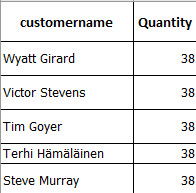 customername Quantity
Wyatt Girard 38
Victor Stevens 38
Tim Goyer 38
Terhi Hämäläinen 38
Steve Murray 38